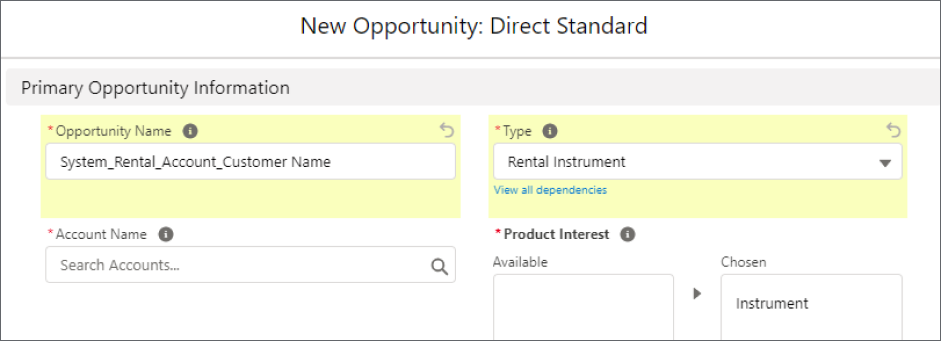 New Opportunity: Direct Standard
Primary Opportunity Information
* Opportunity Name
System_Rental_Account_Customer Name
* Type
Rental Instrument
View all dependencies
* Account Name
Search Accounts...
* Product Interest
Available
Chosen
Instrument